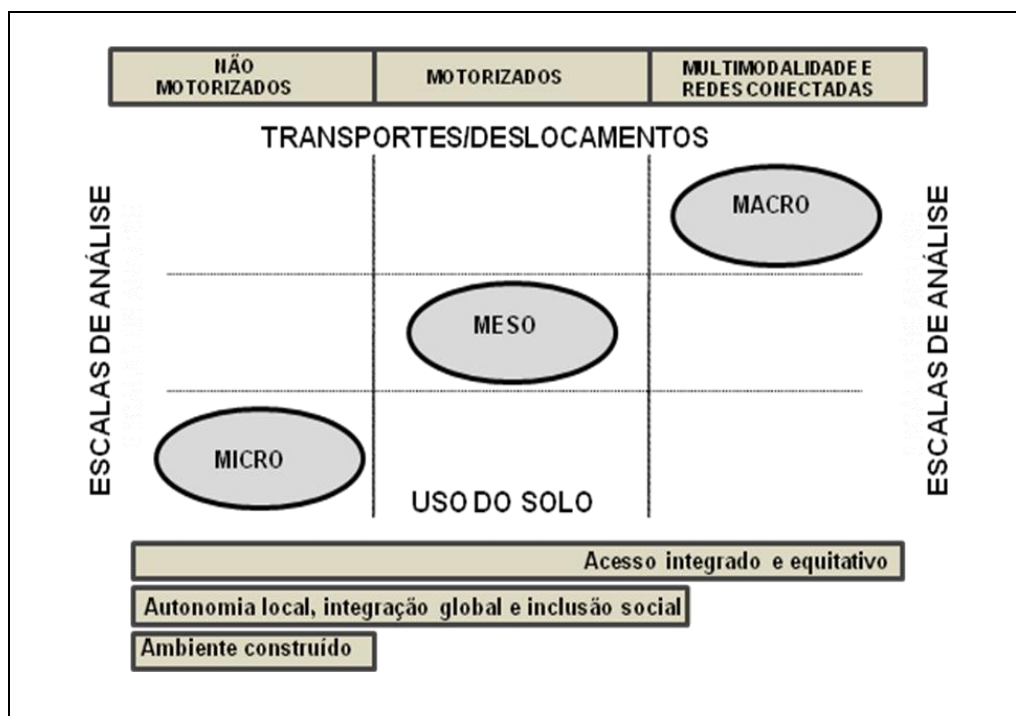 NÃO
MOTORIZADOS
MOTORIZADOS
MULTIMODALIDADE E
REDES CONECTADAS
TRANSPORTES/DESLOCAMENTOS
ESCALAS DE ANÁLISE
MACRO
MESO
MICRO
ESCALAS DE ANÁLISE
USO DO SOLO
Acesso integrado e equitativo
Autonomia local, integração global e inclusão social
Ambiente construído